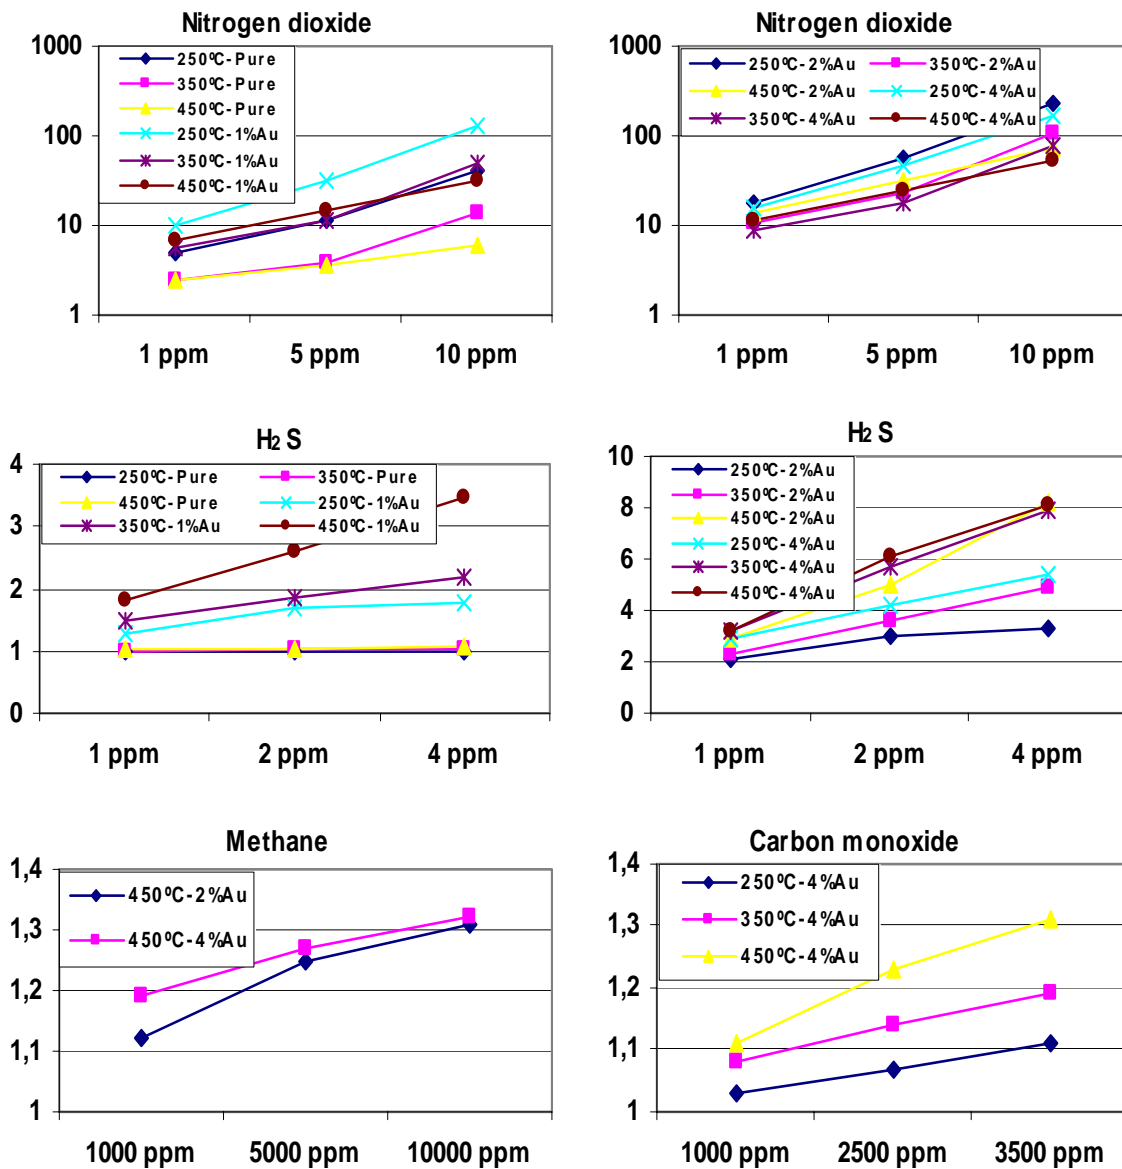 Nitrogen dioxide
1000
100
10
1
250ºC-Pure
350ºC-Pure
450ºC-Pure
250ºC-1%Au
350ºC-1%Au
450ºC-1%Au
1 ppm 5 ppm 10 ppm
Nitrogen dioxide
1000
100
10
1
250ºC-2%Au 350ºC-2%Au
450ºC-2%Au 250ºC-4%Au
350ºC-4%Au 450ºC-4%Au
1 ppm 5 ppm 10 ppm
H2 S
4
3
2
1
0
250ºC-Pure 350ºC-Pure
450ºC-Pure 250ºC-1%Au
350ºC-1%Au 450ºC-1%Au
1 ppm 2 ppm 4 ppm
H2 S
10
8
6
4
2
0
250ºC-2%Au
350ºC-2%Au
450ºC-2%Au
250ºC-4%Au
350ºC-4%Au
450ºC-4%Au
1 ppm 2 ppm 4 ppm
Methane
1,4
1,3
1,2
1,1
1
450ºC-2%Au
450ºC-4%Au
1000 ppm 5000 ppm 10000 ppm
Carbon monoxide
1,4
1,3
1,2
1,1
1
250ºC-4%Au
350ºC-4%Au
450ºC-4%Au
1000 ppm 2500 ppm 3500 ppm